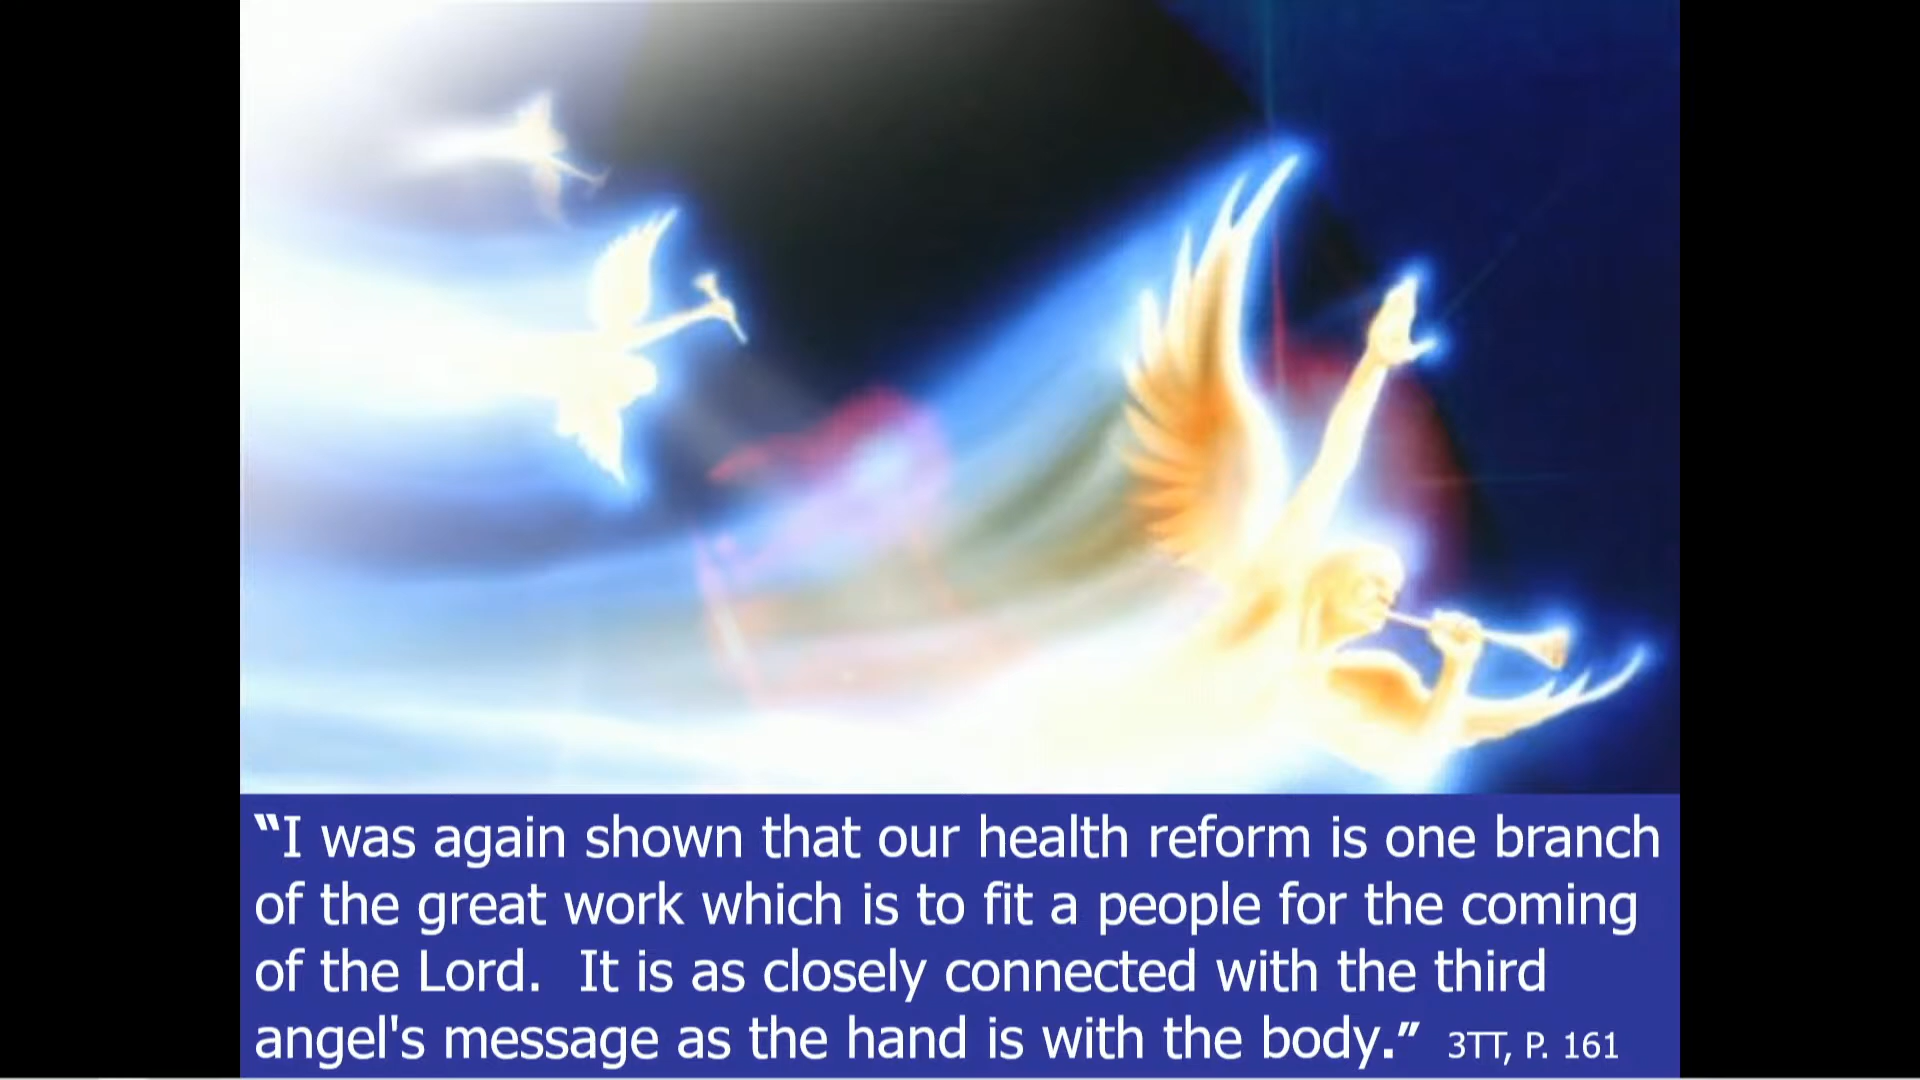 “I was again shown that our health reform is one branch
of the great work which is to fit a people for the coming
of the Lord.  It is as closely connected with the third
angel's message as the hand is with the body.” 3TT, P. 161